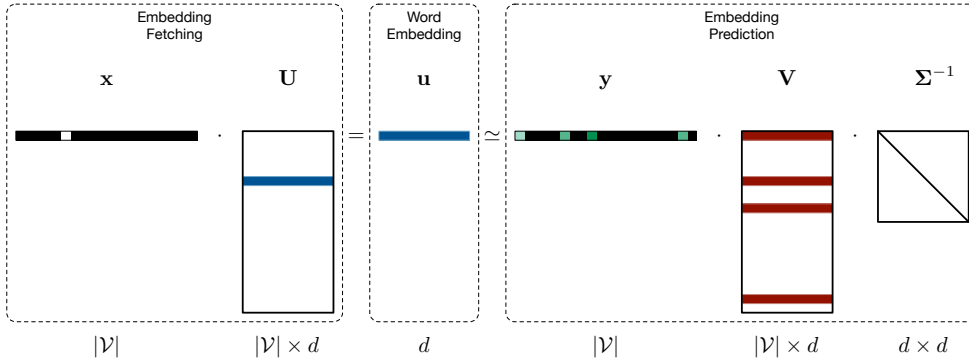 Embedding
Fetching
Word
Embedding
Embedding
Prediction
x
U
u
y
V
Σ⁻¹
· = ≃ · ·
|𝒱|
|𝒱| × d
d
|𝒱|
|𝒱| × d
d × d